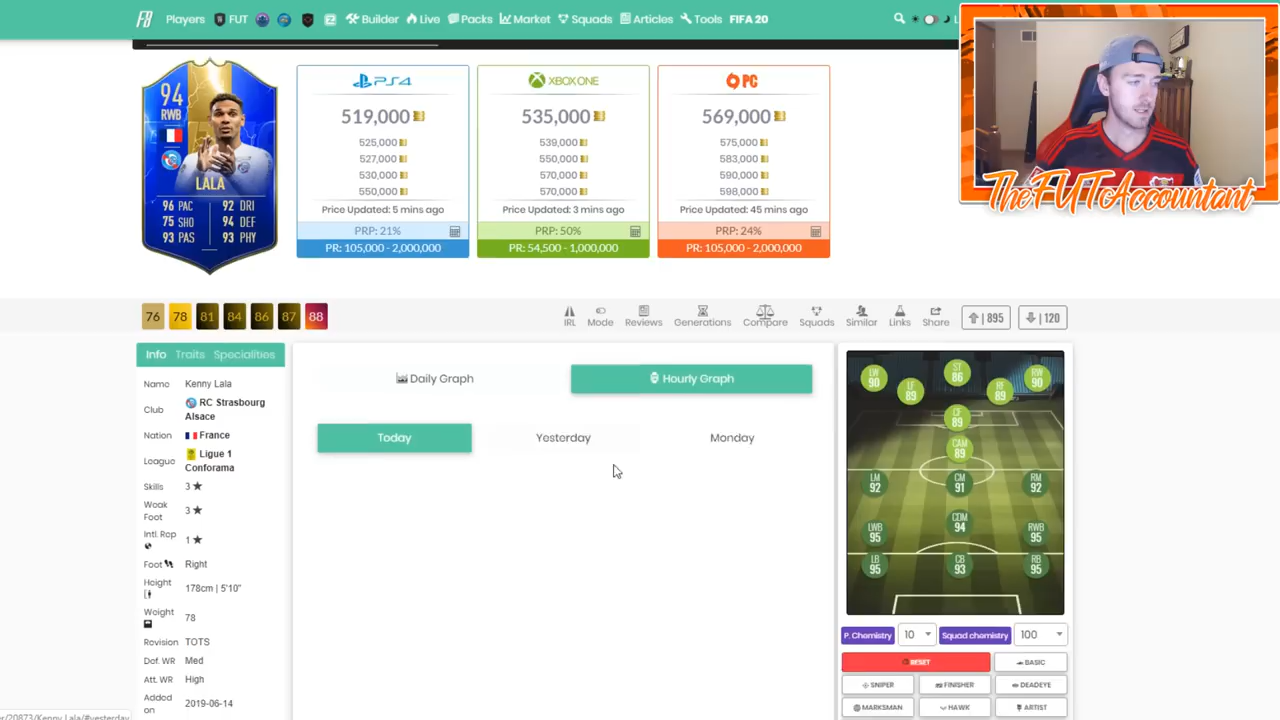 F8 Players FUT EZ Builder Live Packs Market Squads Articles Tools FIFA 20
TheFUTAccountant
94
RWB
LALA
96 PAC 92 DRI
75 SHO 94 DEF
93 PAS 93 PHY
PS4
519,000
525,000
527,000
530,000
550,000
Price Updated: 5 mins ago
PRP: 21%
PR: 105,000 - 2,000,000
XBOX ONE
535,000
539,000
550,000
570,000
570,000
Price Updated: 3 mins ago
PRP: 50%
PR: 54,500 - 1,000,000
PC
569,000
575,000
583,000
590,000
598,000
Price Updated: 45 mins ago
PRP: 24%
PR: 105,000 - 2,000,000
76 78 81 84 86 87 88
IRL Mode Reviews Generations Compare Squads Similar Links Share | 895 | 120
Info Traits Specialities
Name Kenny Lala
Club RC Strasbourg Alsace
Nation France
League Ligue 1 Conforama
Skills 3
Weak Foot 3
Intl. Rep 1
Foot Right
Height 178cm | 5'10"
Weight 78
Revision TOTS
Def. WR Med
Att. WR High
Added on 2019-06-14
Daily Graph Hourly Graph
Today Yesterday Monday
LW 90 ST 86 RW 90
LF 89 RF 89
CF 89
CAM 89
LM 92 CM 91 RM 92
CDM 94
LWB 95 RWB 95
LB 95 CB 93 RB 95
P. Chemistry 10 Squad chemistry 100
RESET BASIC
SNIPER FINISHER DEADEYE
MARKSMAN HAWK ARTIST
er/20873/Kenny Lala/#yesterday